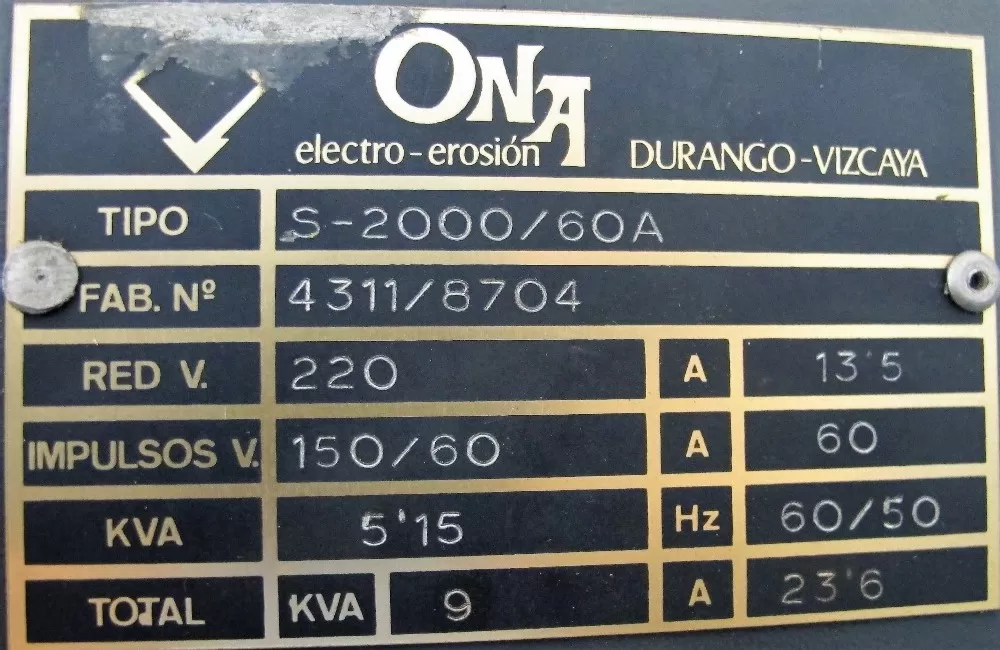 ONA
electro-erosión DURANGO-VIZCAYA
TIPO S-2000/60A
FAB. Nº 4311/8704
RED V. 220 A 13'5
IMPULSOS V. 150/60 A 60
KVA 5'15 Hz 60/50
TOTAL KVA 9 A 23'6